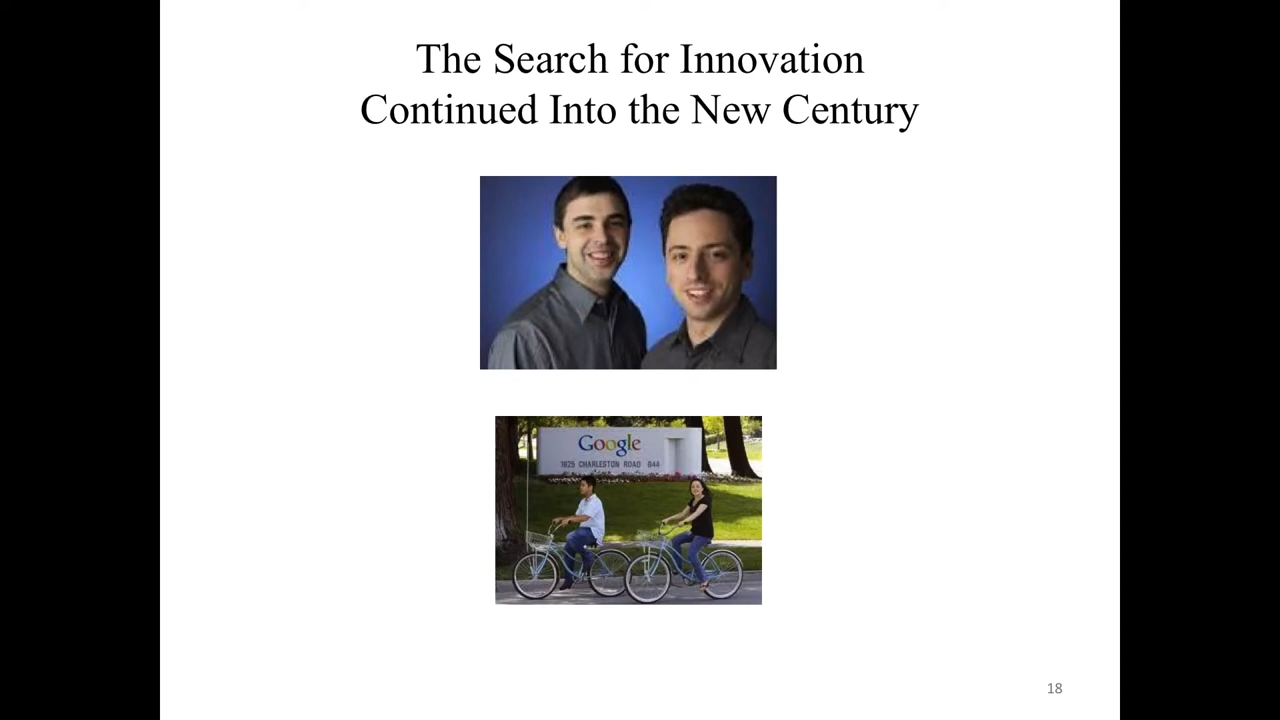 The Search for Innovation
Continued Into the New Century
Google
1625 CHARLESTON ROAD 844
18